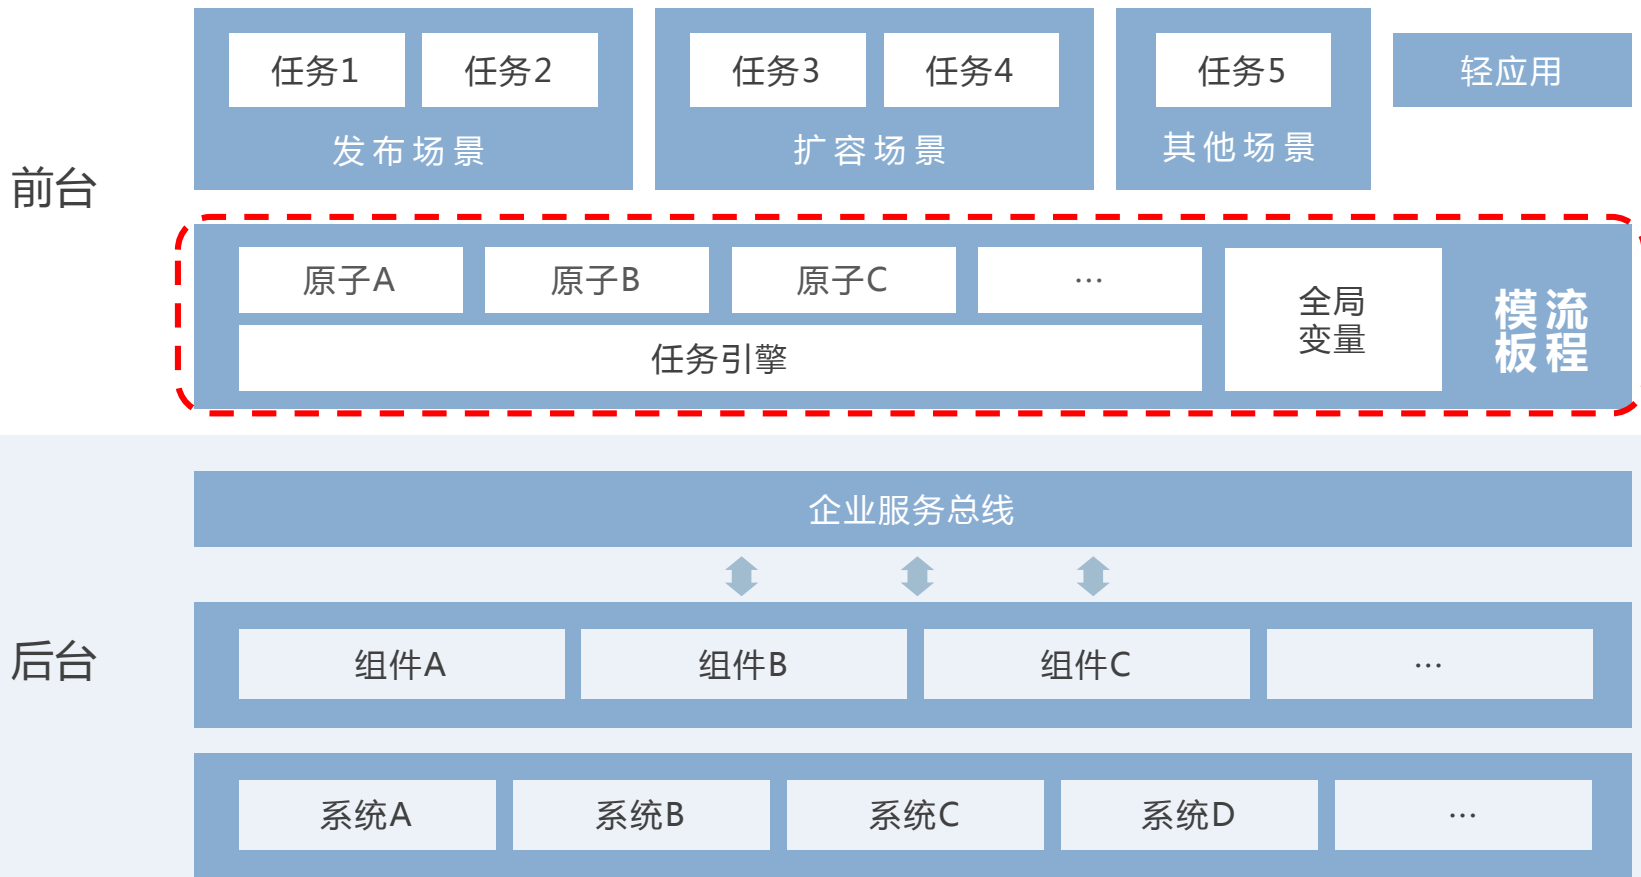 任务1
任务2
发布场景
任务3
任务4
扩容场景
任务5
其他场景
轻应用
前台
原子A
原子B
原子C
...
任务引擎
全局
变量
流程
模板
企业服务总线
后台
组件A
组件B
组件C
...
系统A
系统B
系统C
系统D
...